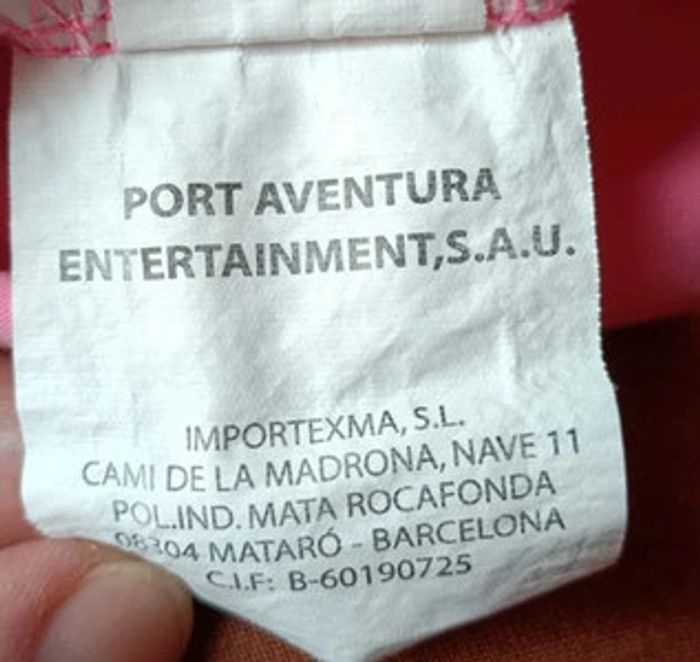 PORT AVENTURA
ENTERTAINMENT,S.A.U.
IMPORTEXMA, S.L.
CAMI DE LA MADRONA, NAVE 11
POL.IND. MATA ROCAFONDA
08304 MATARÓ - BARCELONA
C.I.F: B-60190725